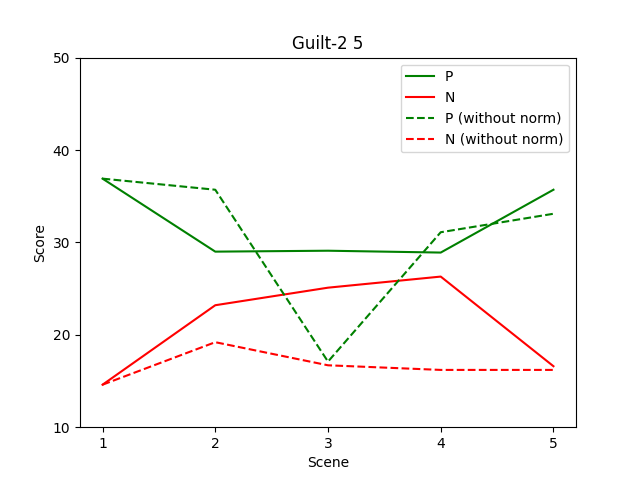 Guilt-2 5
50
40
30
20
10
Score
P
N
P (without norm)
N (without norm)
1 2 3 4 5
Scene